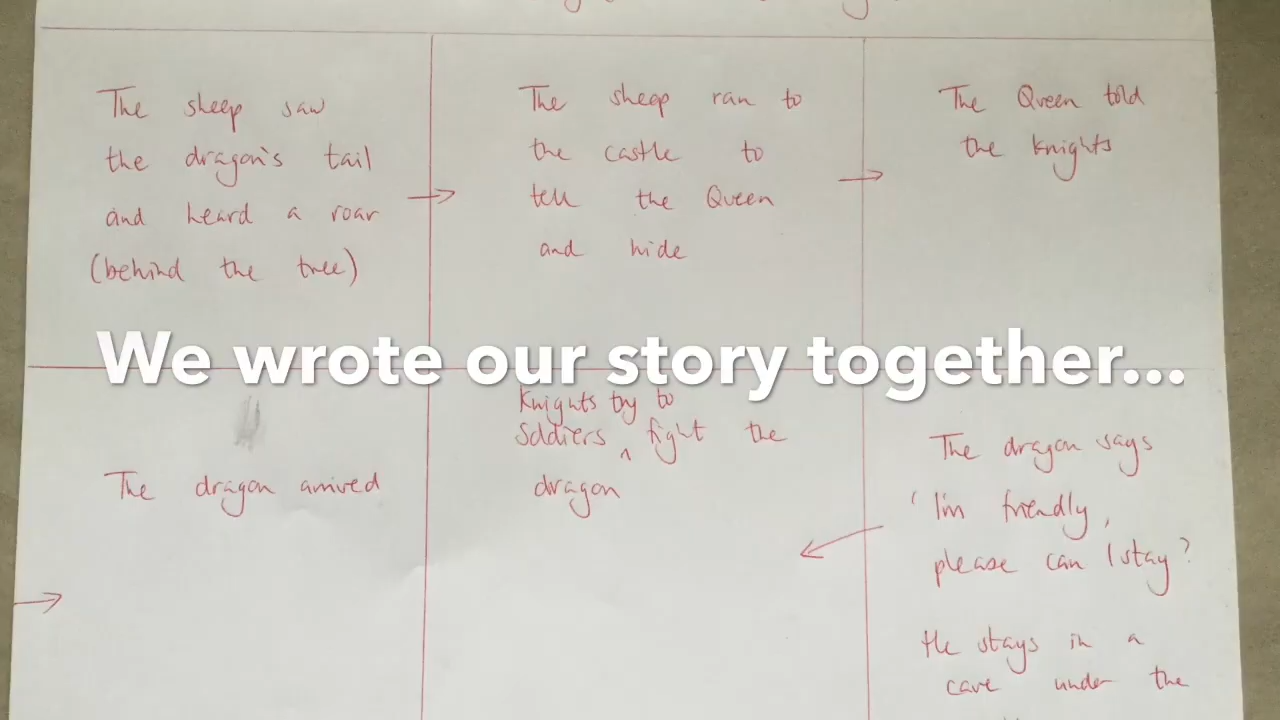 The sheep saw
the dragon's tail
and heard a roar
(behind the tree)
The sheep ran to
the castle to
tell the Queen
and hide
The Queen told
the knights
We wrote our story together...
The dragon arrived
Knights try to
Soldiers ^ fight the
dragon
The dragon says
'I'm friendly,
please can I stay?
He stays in a
cave under the